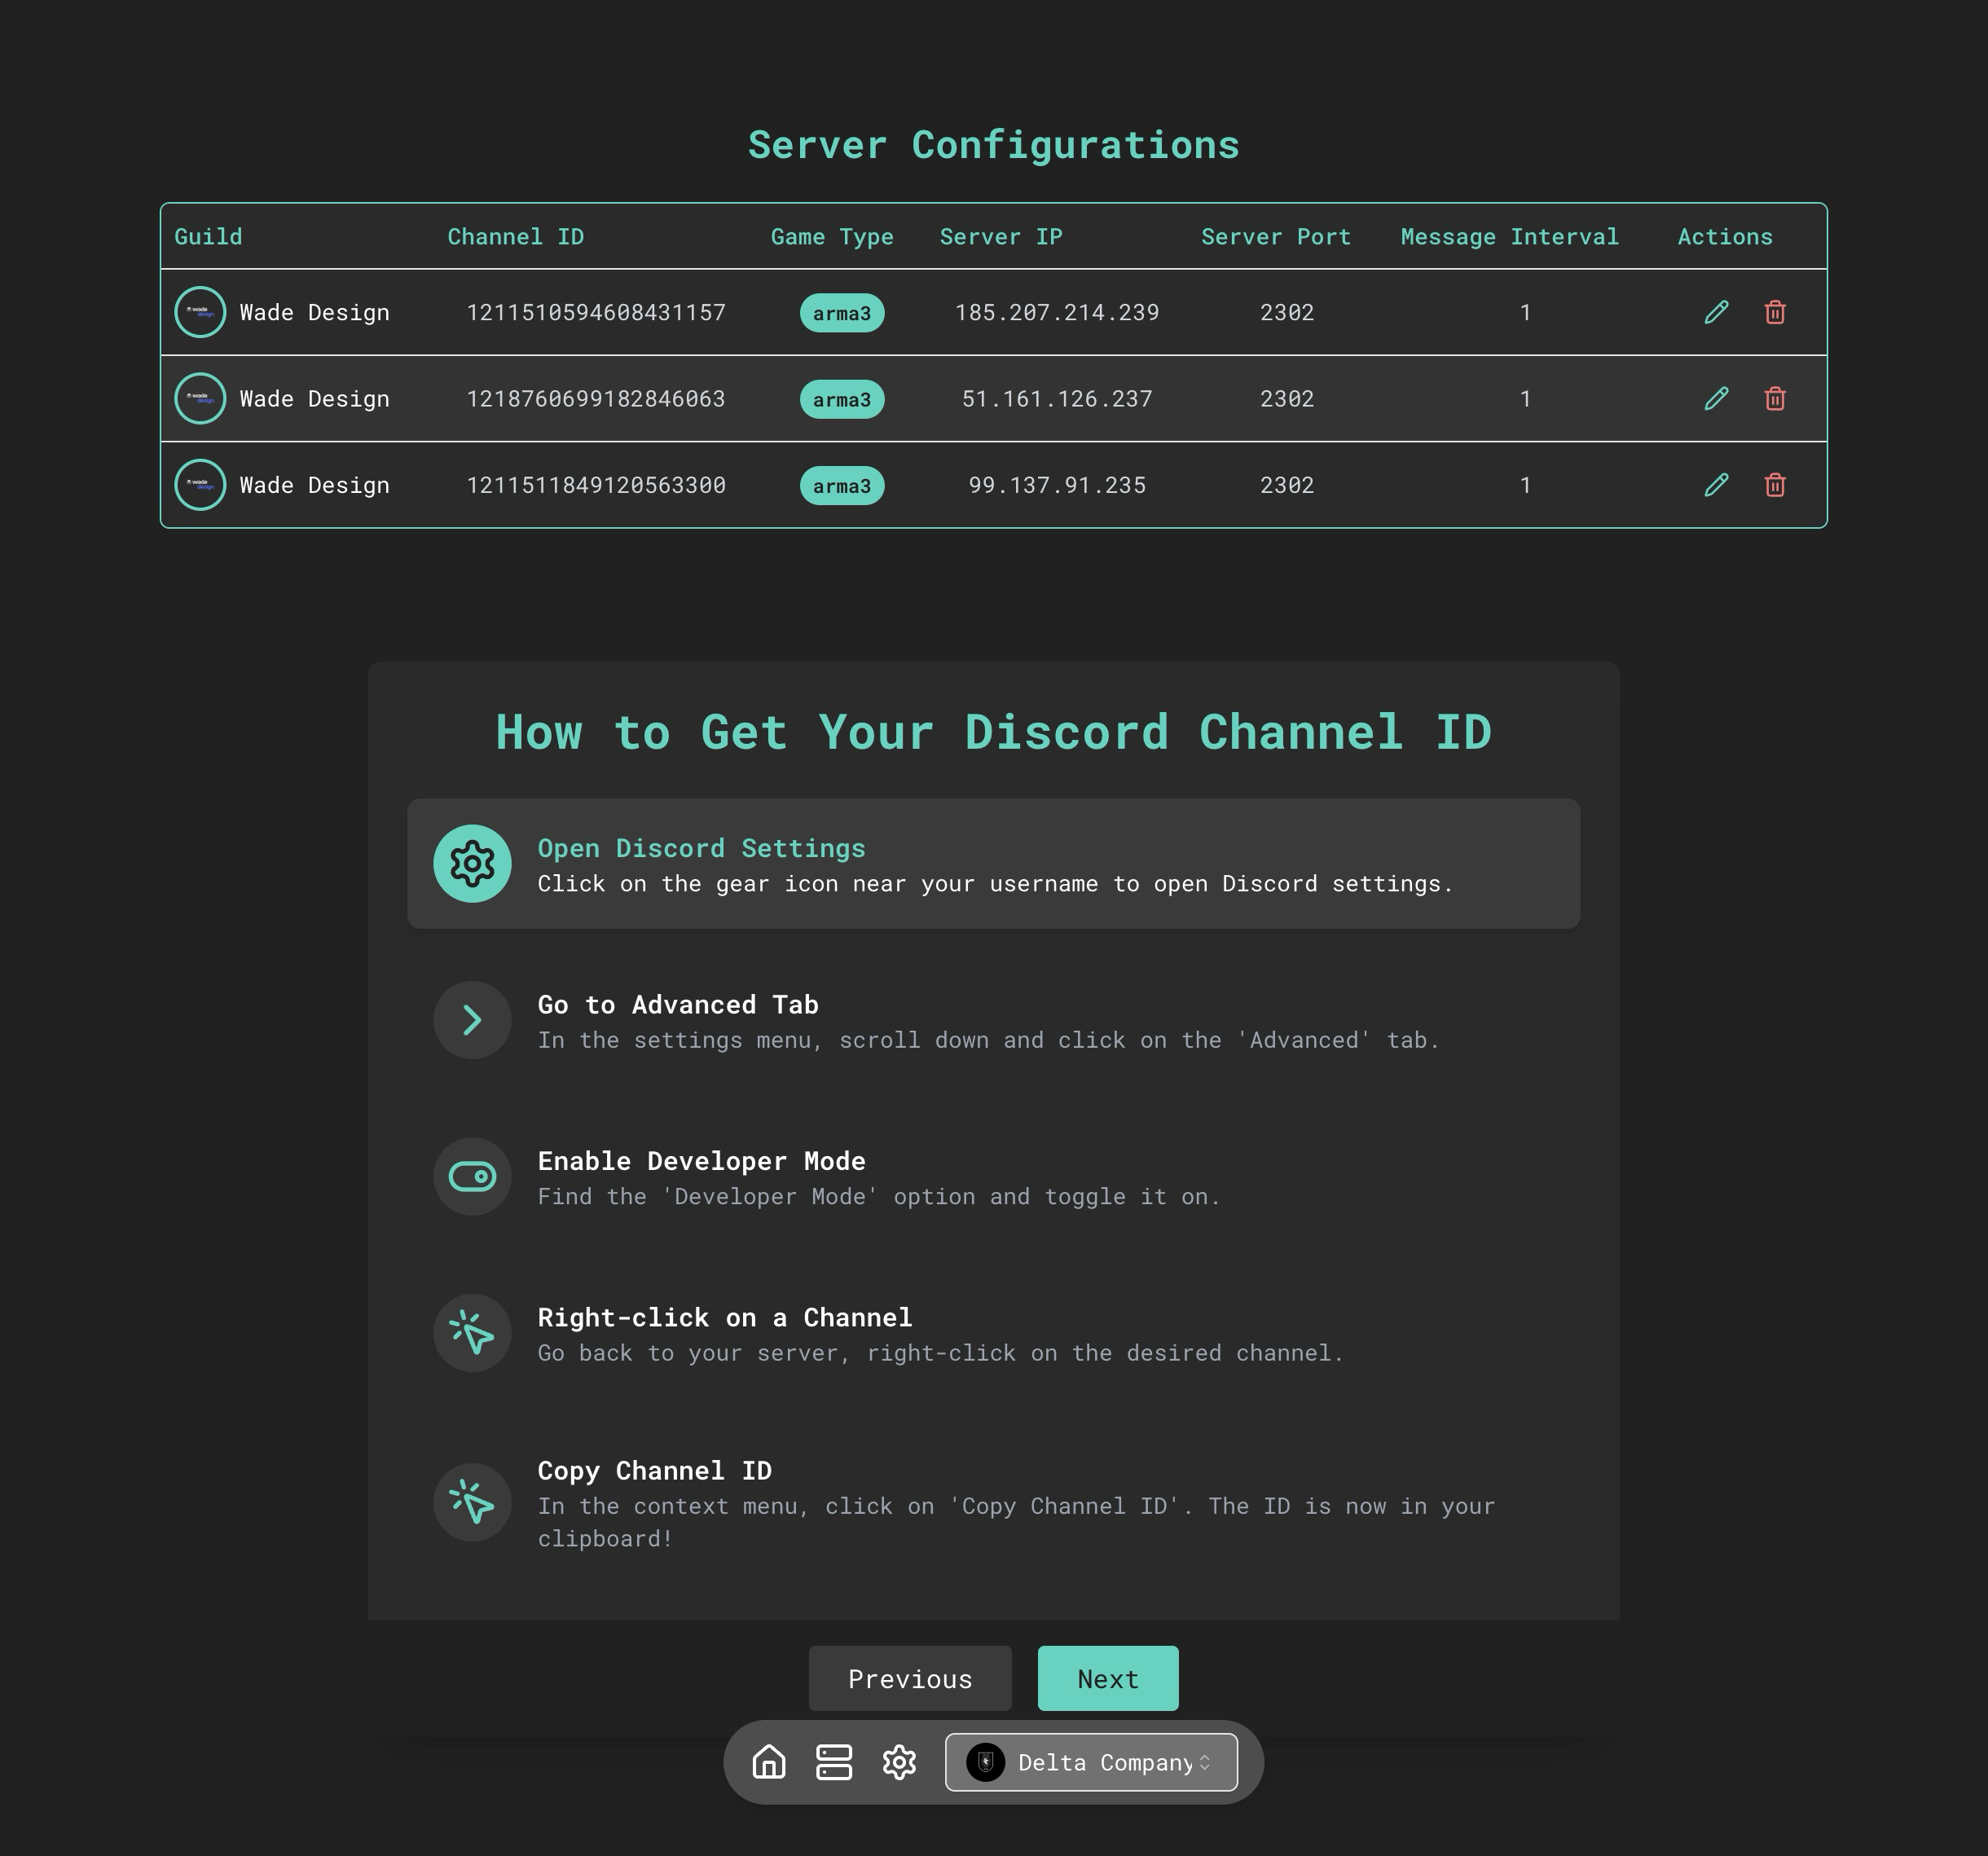 Server Configurations
Guild Channel ID Game Type Server IP Server Port Message Interval Actions
wade design Wade Design 1211510594608431157 arma3 185.207.214.239 2302 1
wade design Wade Design 1218760699182846063 arma3 51.161.126.237 2302 1
wade design Wade Design 1211511849120563300 arma3 99.137.91.235 2302 1
How to Get Your Discord Channel ID
Open Discord Settings
Click on the gear icon near your username to open Discord settings.
Go to Advanced Tab
In the settings menu, scroll down and click on the 'Advanced' tab.
Enable Developer Mode
Find the 'Developer Mode' option and toggle it on.
Right-click on a Channel
Go back to your server, right-click on the desired channel.
Copy Channel ID
In the context menu, click on 'Copy Channel ID'. The ID is now in your
clipboard!
Previous Next
Delta Company